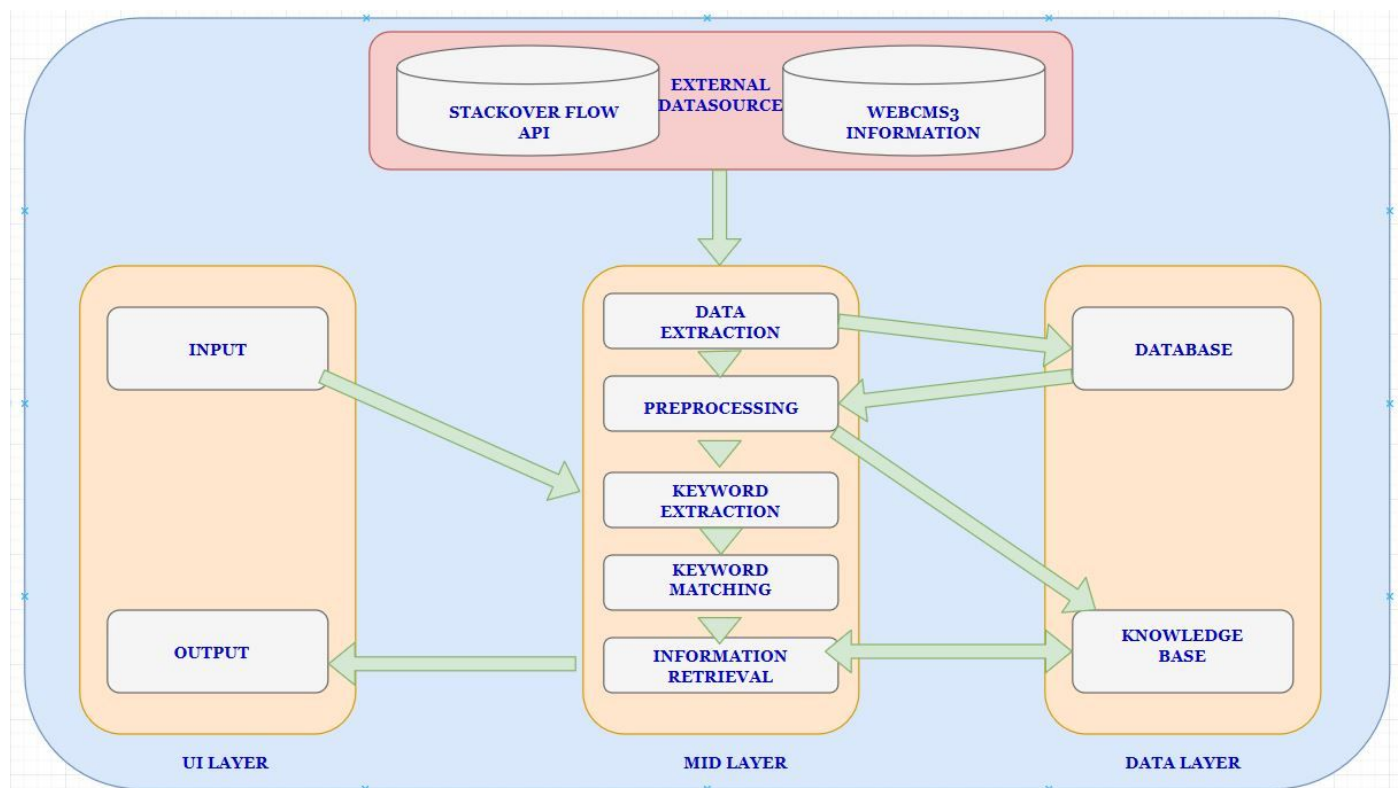 EXTERNAL
DATASOURCE
STACKOVER FLOW
API
WEBCMS3
INFORMATION
INPUT
OUTPUT
UI LAYER
DATA
EXTRACTION
PREPROCESSING
KEYWORD
EXTRACTION
KEYWORD
MATCHING
INFORMATION
RETRIEVAL
MID LAYER
DATABASE
KNOWLEDGE
BASE
DATA LAYER